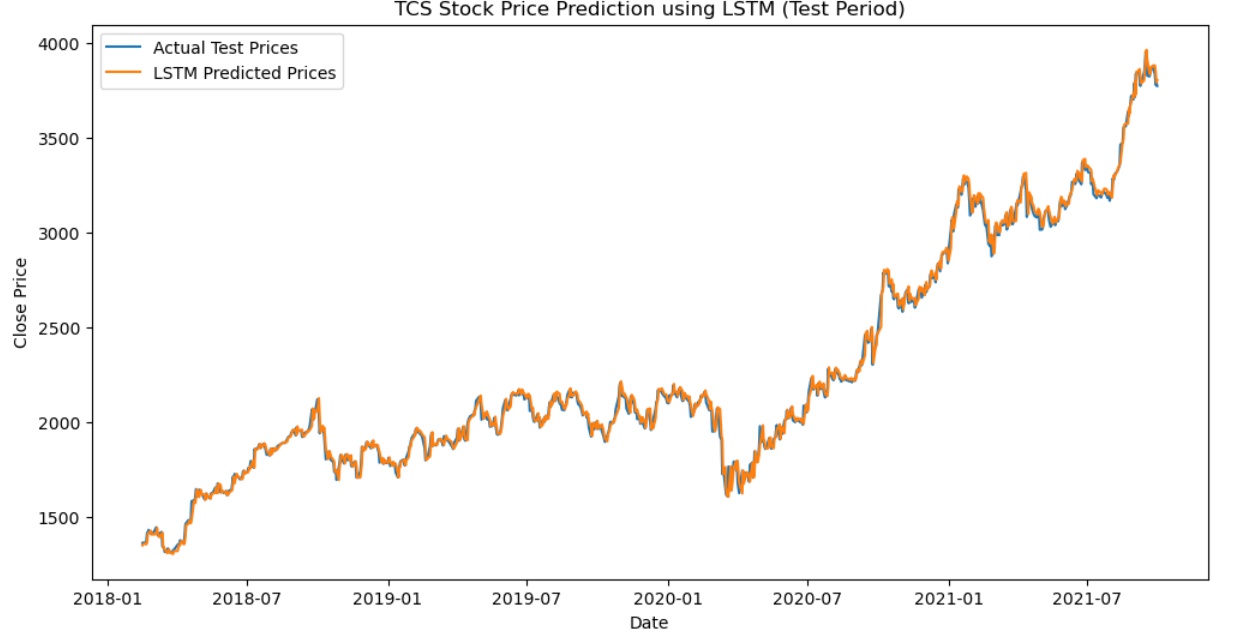 TCS Stock Price Prediction using LSTM (Test Period)
Actual Test Prices
LSTM Predicted Prices
Close Price
4000
3500
3000
2500
2000
1500
2018-01 2018-07 2019-01 2019-07 2020-01 2020-07 2021-01 2021-07
Date